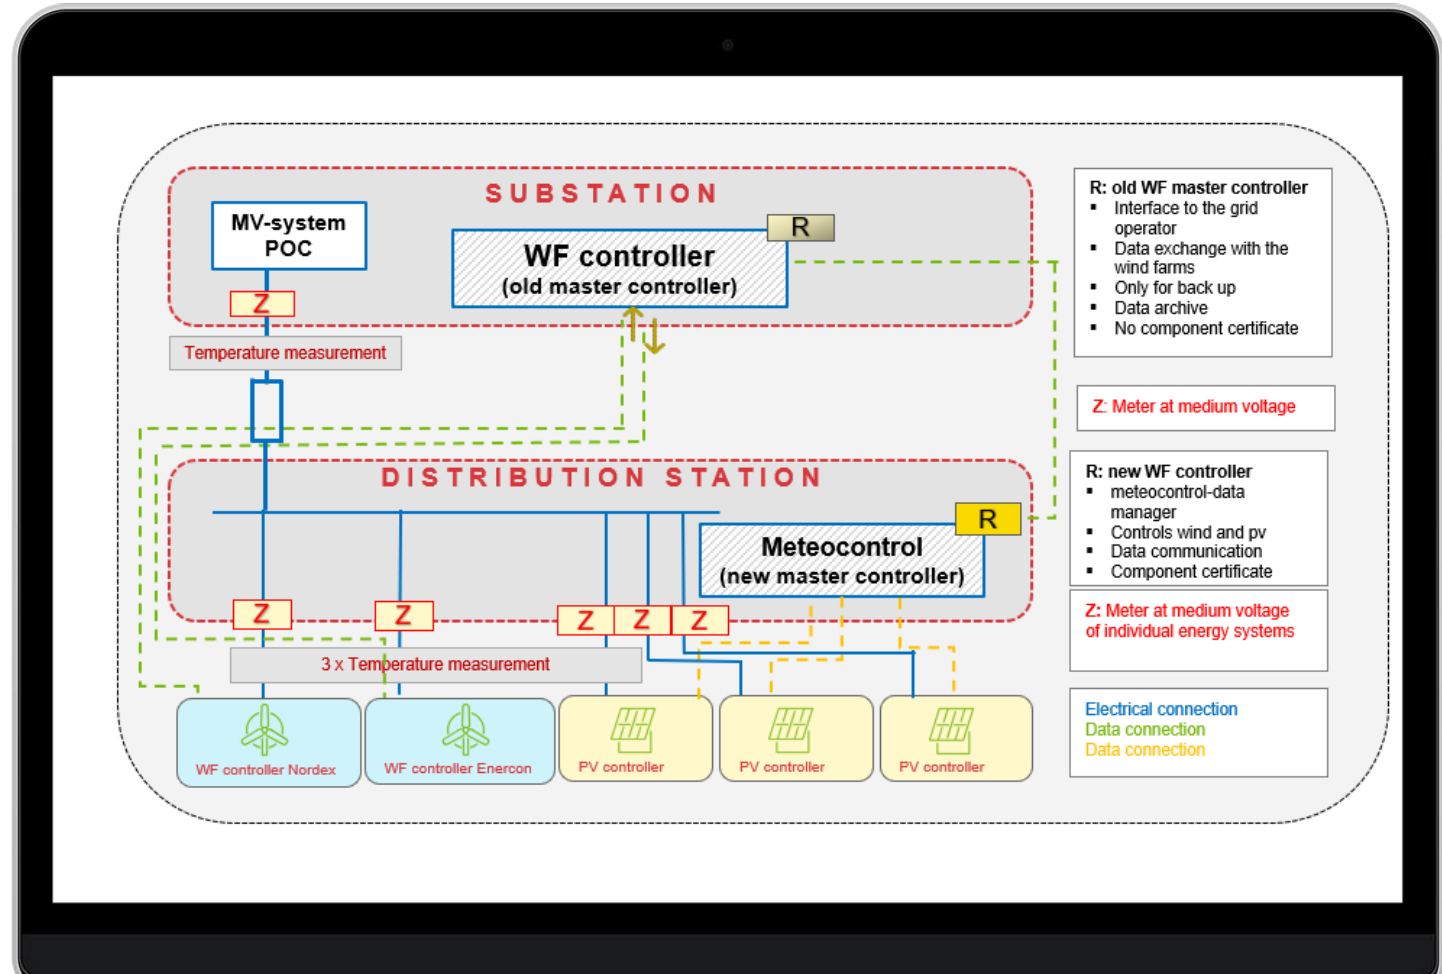 SUBSTATION
MV-system
POC
R
WF controller
(old master controller)
Z
Temperature measurement
DISTRIBUTION STATION
R
Meteocontrol
(new master controller)
Z
Z
Z
Z
Z
3 x Temperature measurement
WF controller Nordex
WF controller Enercon
PV controller
PV controller
PV controller
R: old WF master controller
▪ Interface to the grid
operator
▪ Data exchange with the
wind farms
▪ Only for back up
▪ Data archive
▪ No component certificate
Z: Meter at medium voltage
R: new WF controller
▪ meteocontrol-data
manager
▪ Controls wind and pv
▪ Data communication
▪ Component certificate
Z: Meter at medium voltage
of individual energy systems
Electrical connection
Data connection
Data connection